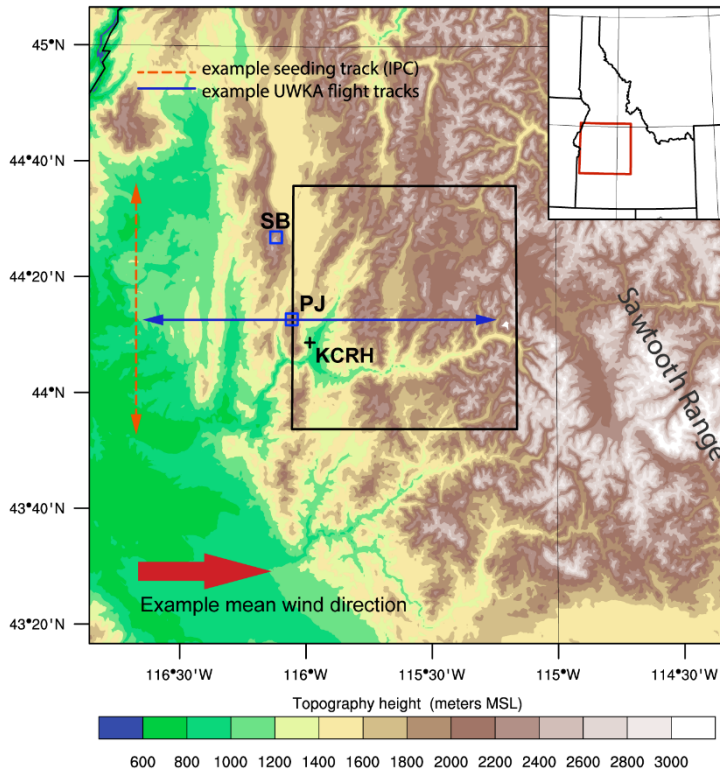 45° N
example seeding track (IPC)
example UWKA flight tracks
44°40' N
SB
44°20' N
PJ
KCRH
Sawtooth Range
44° N
43°40' N
Example mean wind direction
43°20' N
116°30'W 116°W 115°30'W 115°W 114°30'W
Topography height (meters MSL)
600 800 1000 1200 1400 1600 1800 2000 2200 2400 2600 2800 3000